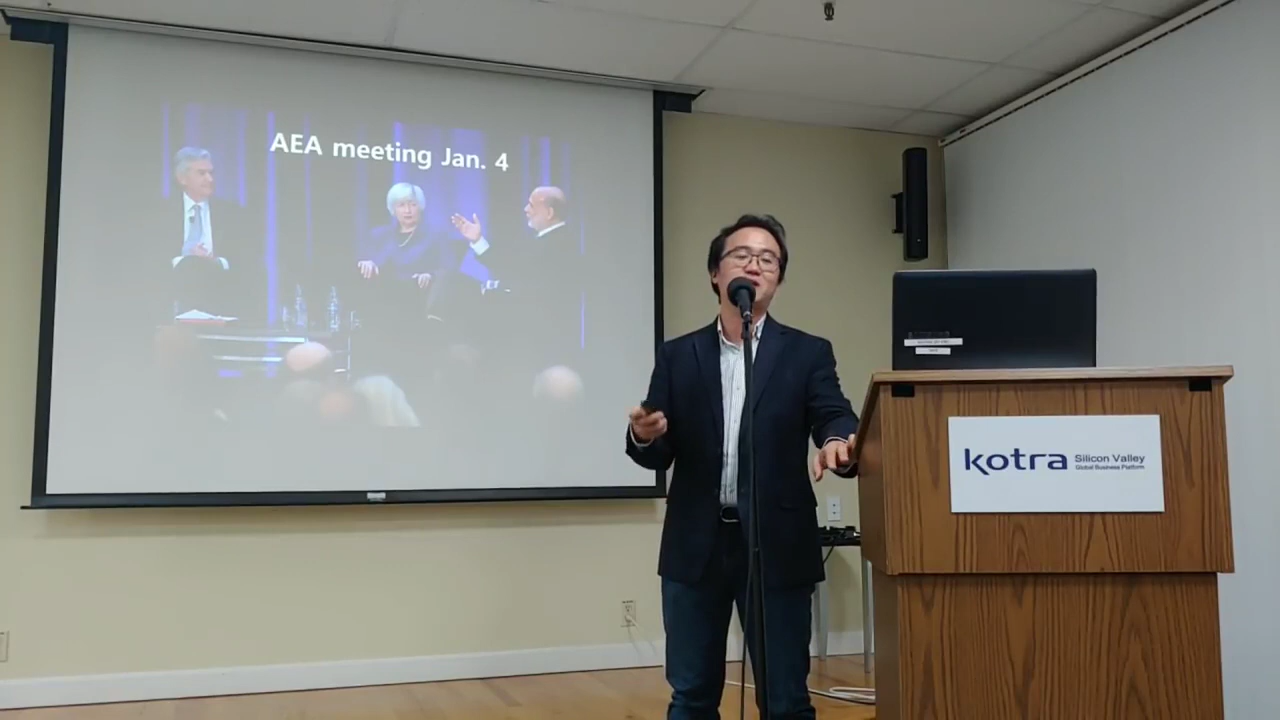 AEA meeting Jan. 4
kotra Silicon Valley
Global Business Platform